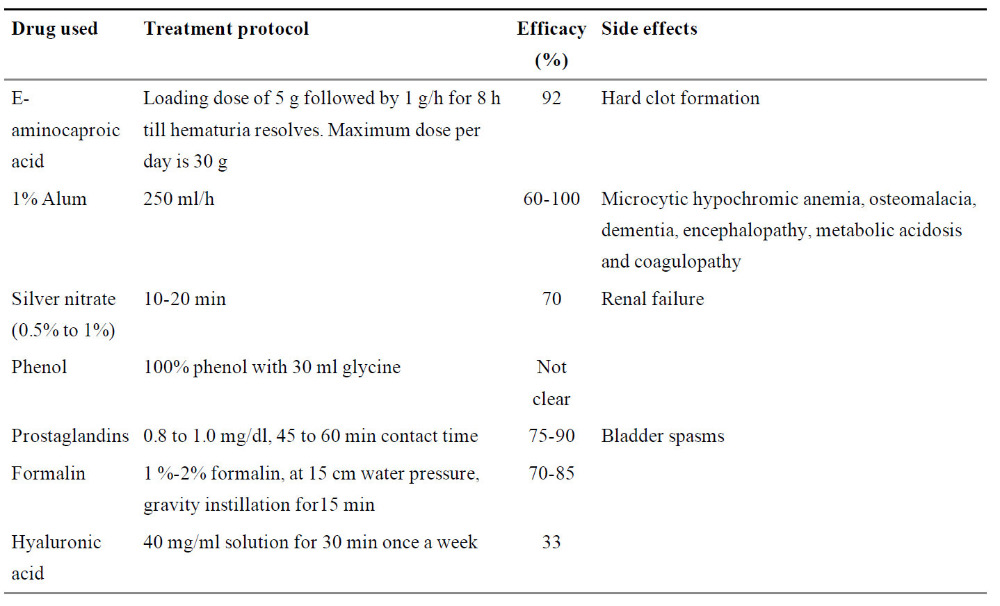 Drug used Treatment protocol Efficacy Side effects
(%)
E- Loading dose of 5 g followed by 1 g/h for 8 h 92 Hard clot formation
aminocaproic till hematuria resolves. Maximum dose per
acid day is 30 g
1% Alum 250 ml/h 60-100 Microcytic hypochromic anemia, osteomalacia,
dementia, encephalopathy, metabolic acidosis
and coagulopathy
Silver nitrate 10-20 min 70 Renal failure
(0.5% to 1%)
Phenol 100% phenol with 30 ml glycine Not
clear
Prostaglandins 0.8 to 1.0 mg/dl, 45 to 60 min contact time 75-90 Bladder spasms
Formalin 1 %-2% formalin, at 15 cm water pressure, 70-85
gravity instillation for15 min
Hyaluronic 40 mg/ml solution for 30 min once a week 33
acid